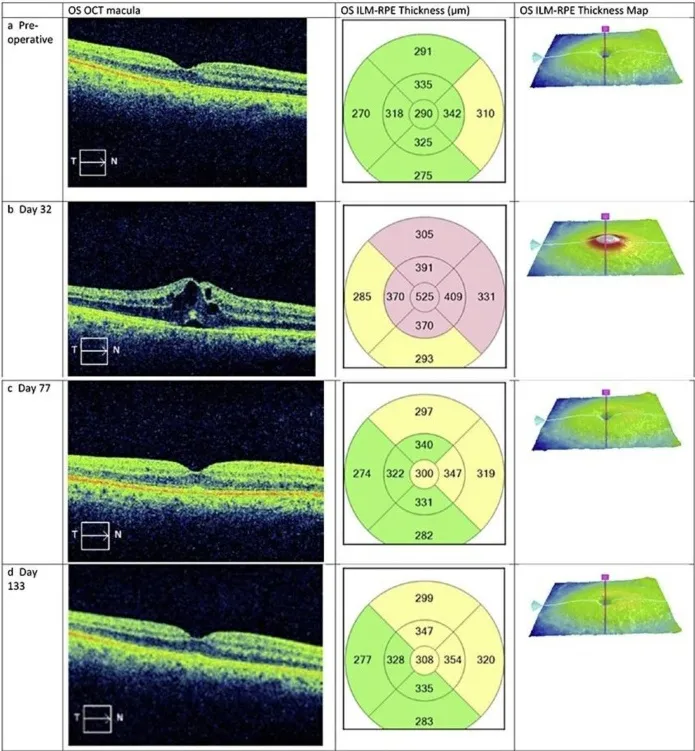 OS OCT macula
OS ILM-RPE Thickness (µm)
OS ILM-RPE Thickness Map
a Pre-
operative
T N
291
335
270 318 290 342 310
325
275
b Day 32
T N
305
391
285 370 525 409 331
370
293
c Day 77
T N
297
340
274 322 300 347 319
331
282
d Day
133
T N
299
347
277 328 308 354 320
335
283